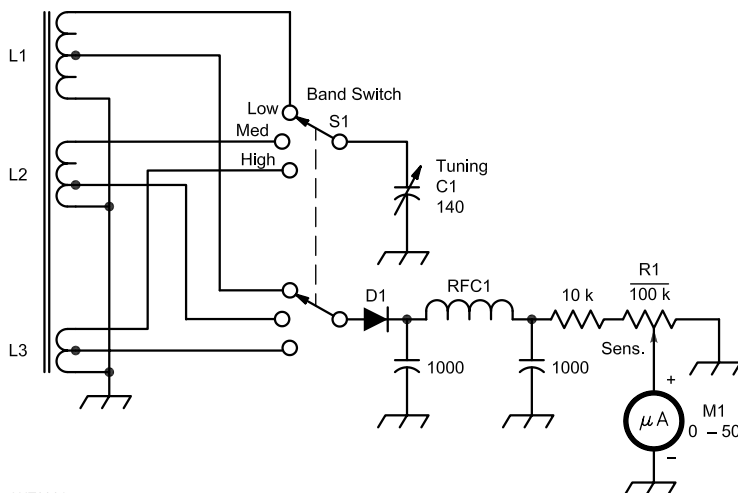 L1
Band Switch
Low
S1
Med
High
L2
Tuning
C1
140
R1
100 k
D1
RFC1
10 k
L3
1000
1000
Sens.
+
μA
M1
0 – 50
–